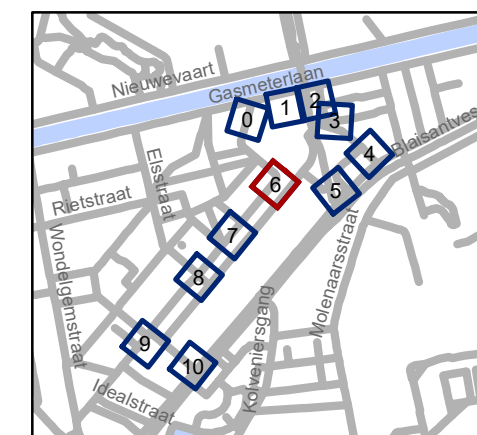 Nieuwevaart
Gasmeterlaan
0
1
2
3
4
Blaisantves
Elsstraat
Rietstraat
6
5
7
Wondelgemstraat
8
Molenaarsstraat
Kolveniersgang
9
10
Idealstraat